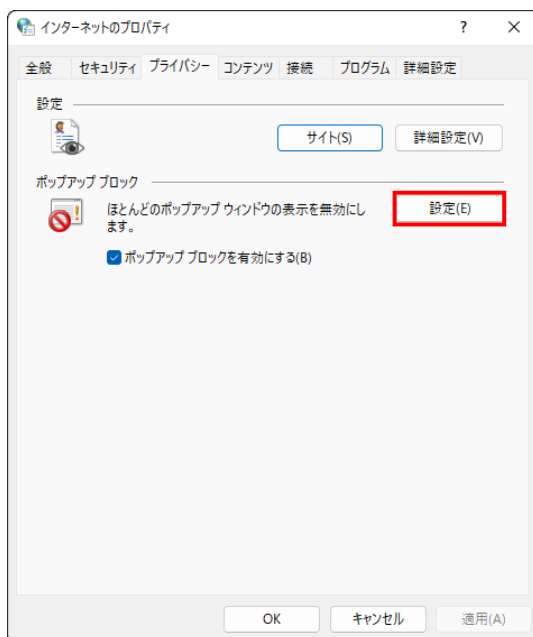 インターネットのプロパティ
?
全般 セキュリティ プライバシー コンテンツ 接続 プログラム 詳細設定
設定
サイト(S) 詳細設定(V)
ポップアップ ブロック
ほとんどのポップアップ ウィンドウの表示を無効にし
ます。
設定(E)
ポップアップ ブロックを有効にする(B)
OK キャンセル 適用(A)